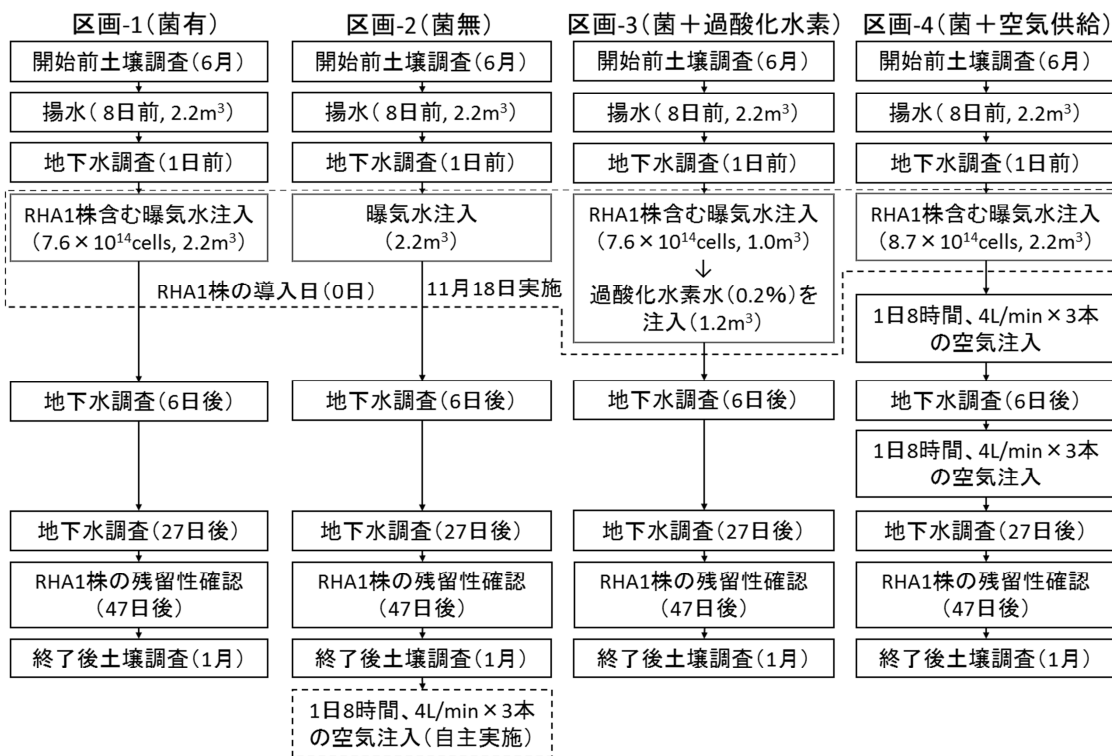 区画-1(菌有)
開始前土壌調査(6月)
揚水(8日前, 2.2m³)
地下水調査(1日前)
RHA1株含む曝気水注入
(7.6×10¹⁴cells, 2.2m³)
RHA1株の導入日(0日)
地下水調査(6日後)
地下水調査(27日後)
RHA1株の残留性確認
(47日後)
終了後土壌調査(1月)
区画-2(菌無)
開始前土壌調査(6月)
揚水(8日前, 2.2m³)
地下水調査(1日前)
曝気水注入
(2.2m³)
11月18日実施
地下水調査(6日後)
地下水調査(27日後)
RHA1株の残留性確認
(47日後)
終了後土壌調査(1月)
1日8時間、4L/min×3本
の空気注入(自主実施)
区画-3(菌+過酸化水素)
開始前土壌調査(6月)
揚水(8日前, 2.2m³)
地下水調査(1日前)
RHA1株含む曝気水注入
(7.6×10¹⁴cells, 1.0m³)
↓
過酸化水素水(0.2%)を
注入(1.2m³)
地下水調査(6日後)
地下水調査(27日後)
RHA1株の残留性確認
(47日後)
終了後土壌調査(1月)
区画-4(菌+空気供給)
開始前土壌調査(6月)
揚水(8日前, 2.2m³)
地下水調査(1日前)
RHA1株含む曝気水注入
(8.7×10¹⁴cells, 2.2m³)
1日8時間、4L/min×3本
の空気注入
地下水調査(6日後)
1日8時間、4L/min×3本
の空気注入
地下水調査(27日後)
RHA1株の残留性確認
(47日後)
終了後土壌調査(1月)